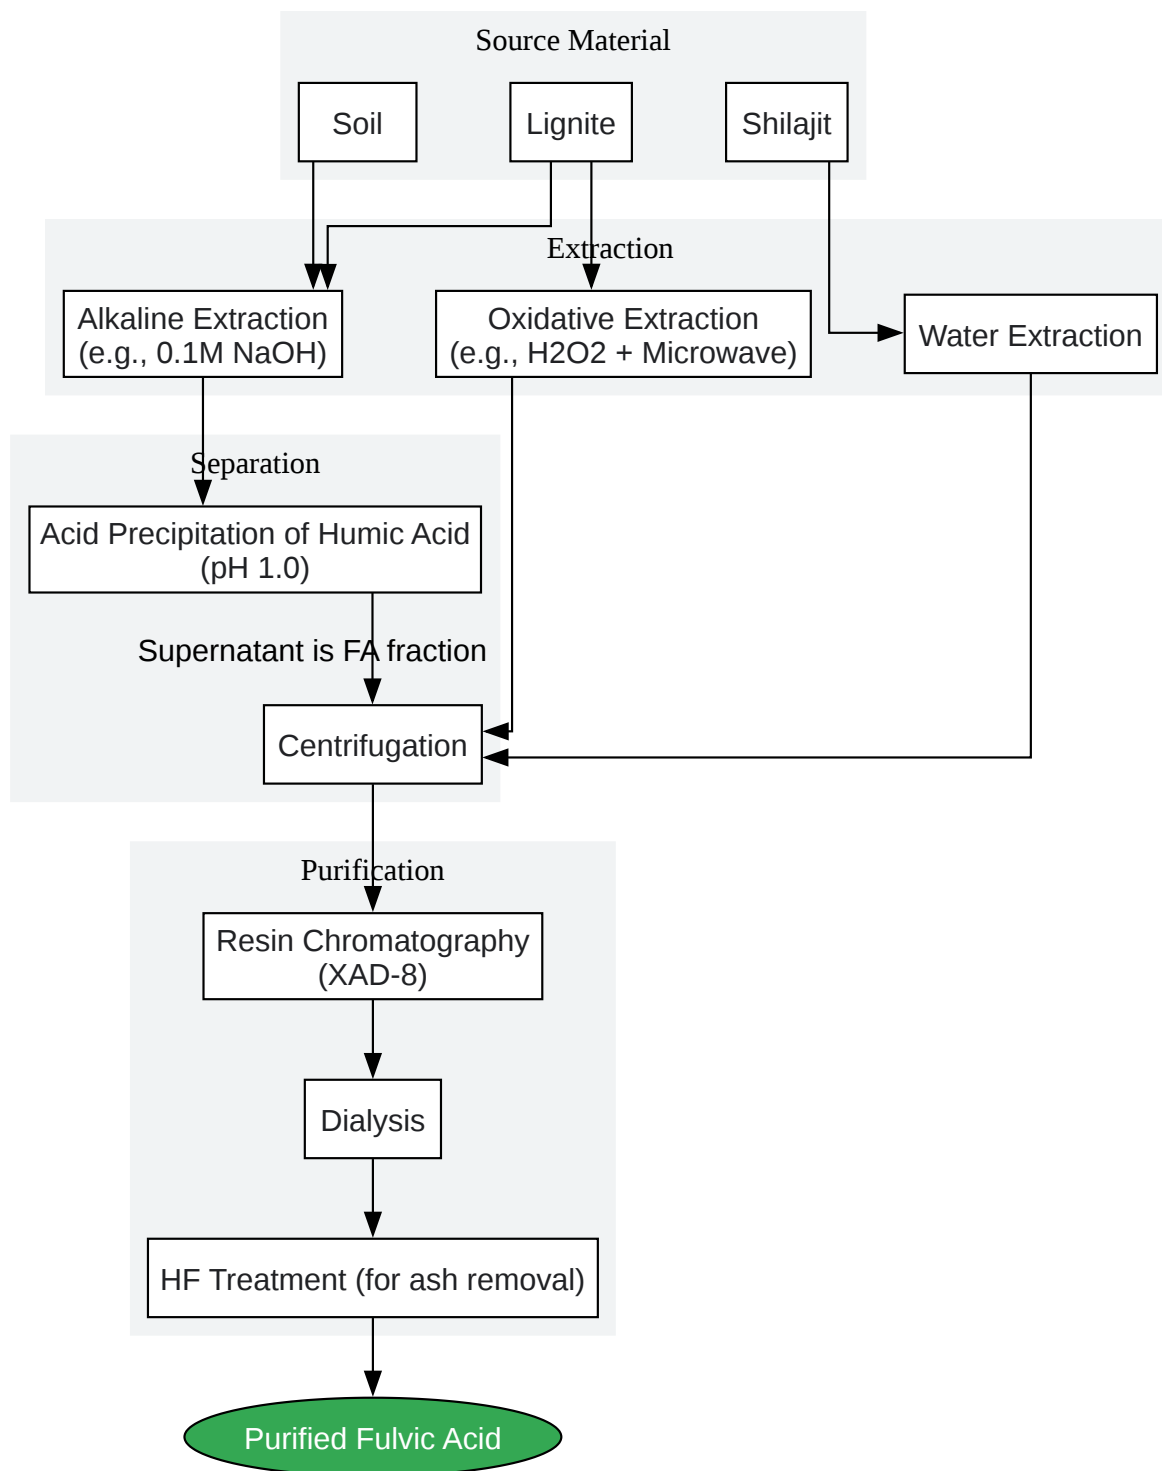 Source Material
Soil
Lignite
Shilajit
Extraction
Alkaline Extraction
(e.g., 0.1M NaOH)
Oxidative Extraction
(e.g., H2O2 + Microwave)
Water Extraction
Separation
Acid Precipitation of Humic Acid
(pH 1.0)
Supernatant is FA fraction
Centrifugation
Purification
Resin Chromatography
(XAD-8)
Dialysis
HF Treatment (for ash removal)
Purified Fulvic Acid